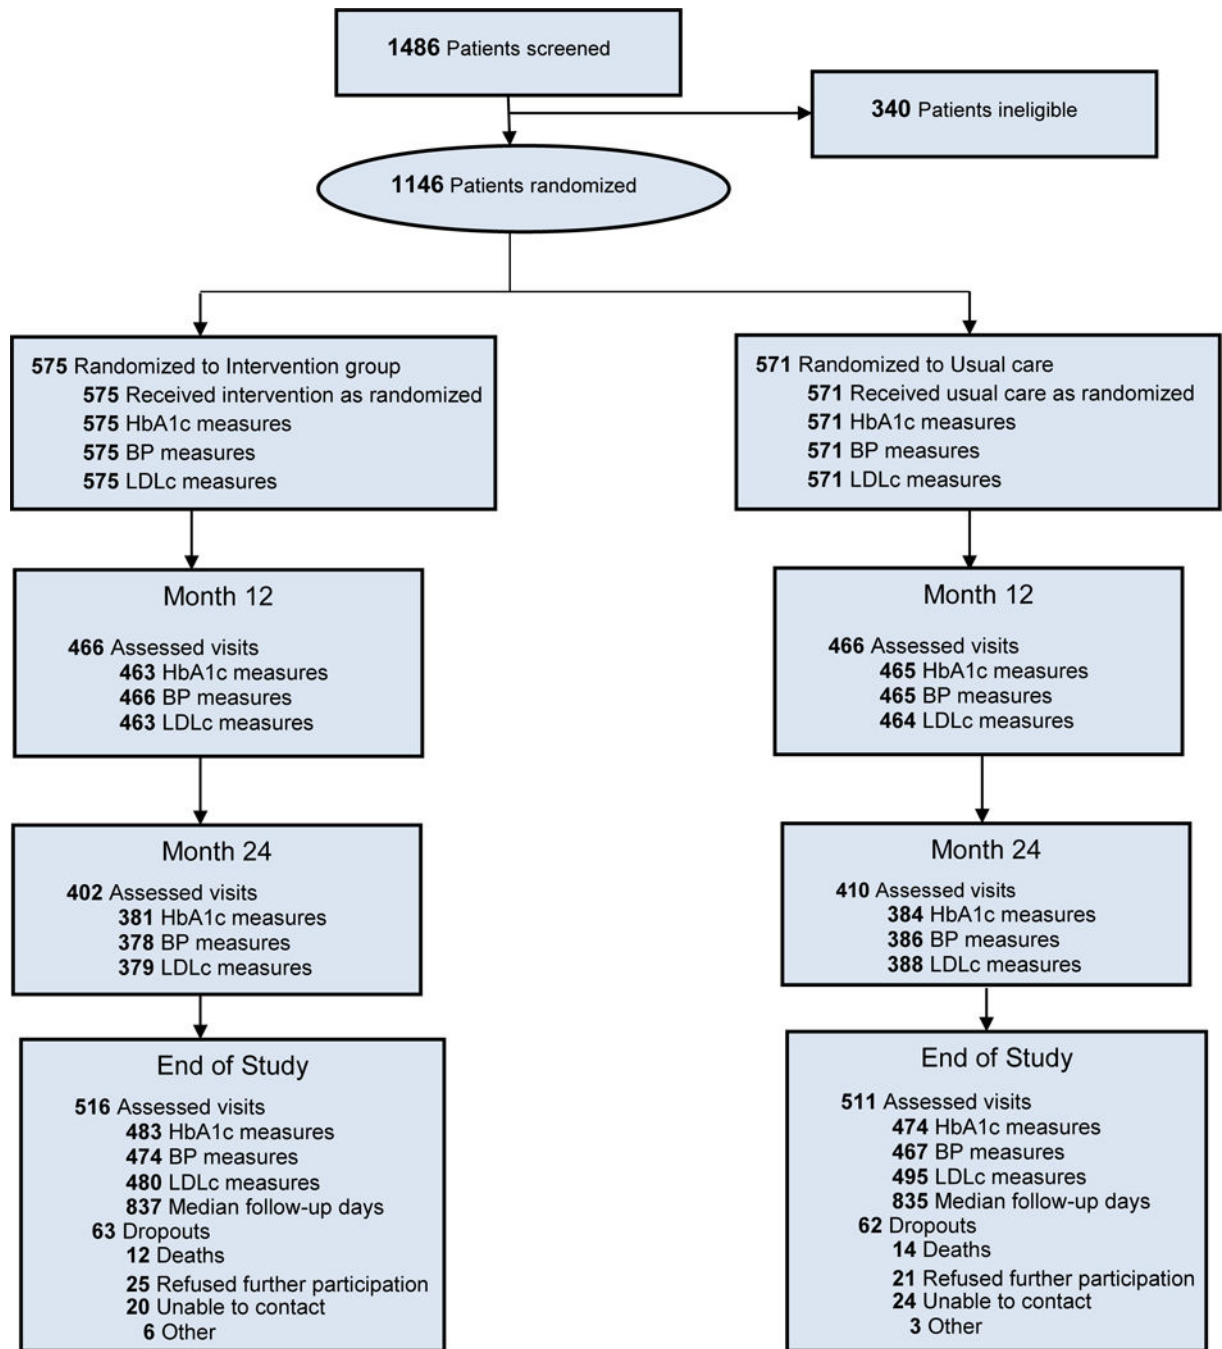 1486 Patients screened
340 Patients ineligible
1146 Patients randomized
575 Randomized to Intervention group
575 Received intervention as randomized
575 HbA1c measures
575 BP measures
575 LDLc measures
571 Randomized to Usual care
571 Received usual care as randomized
571 HbA1c measures
571 BP measures
571 LDLc measures
Month 12
466 Assessed visits
463 HbA1c measures
466 BP measures
463 LDLc measures
Month 12
466 Assessed visits
465 HbA1c measures
465 BP measures
464 LDLc measures
Month 24
402 Assessed visits
381 HbA1c measures
378 BP measures
379 LDLc measures
Month 24
410 Assessed visits
384 HbA1c measures
386 BP measures
388 LDLc measures
End of Study
516 Assessed visits
483 HbA1c measures
474 BP measures
480 LDLc measures
837 Median follow-up days
63 Dropouts
12 Deaths
25 Refused further participation
20 Unable to contact
6 Other
End of Study
511 Assessed visits
474 HbA1c measures
467 BP measures
495 LDLc measures
835 Median follow-up days
62 Dropouts
14 Deaths
21 Refused further participation
24 Unable to contact
3 Other